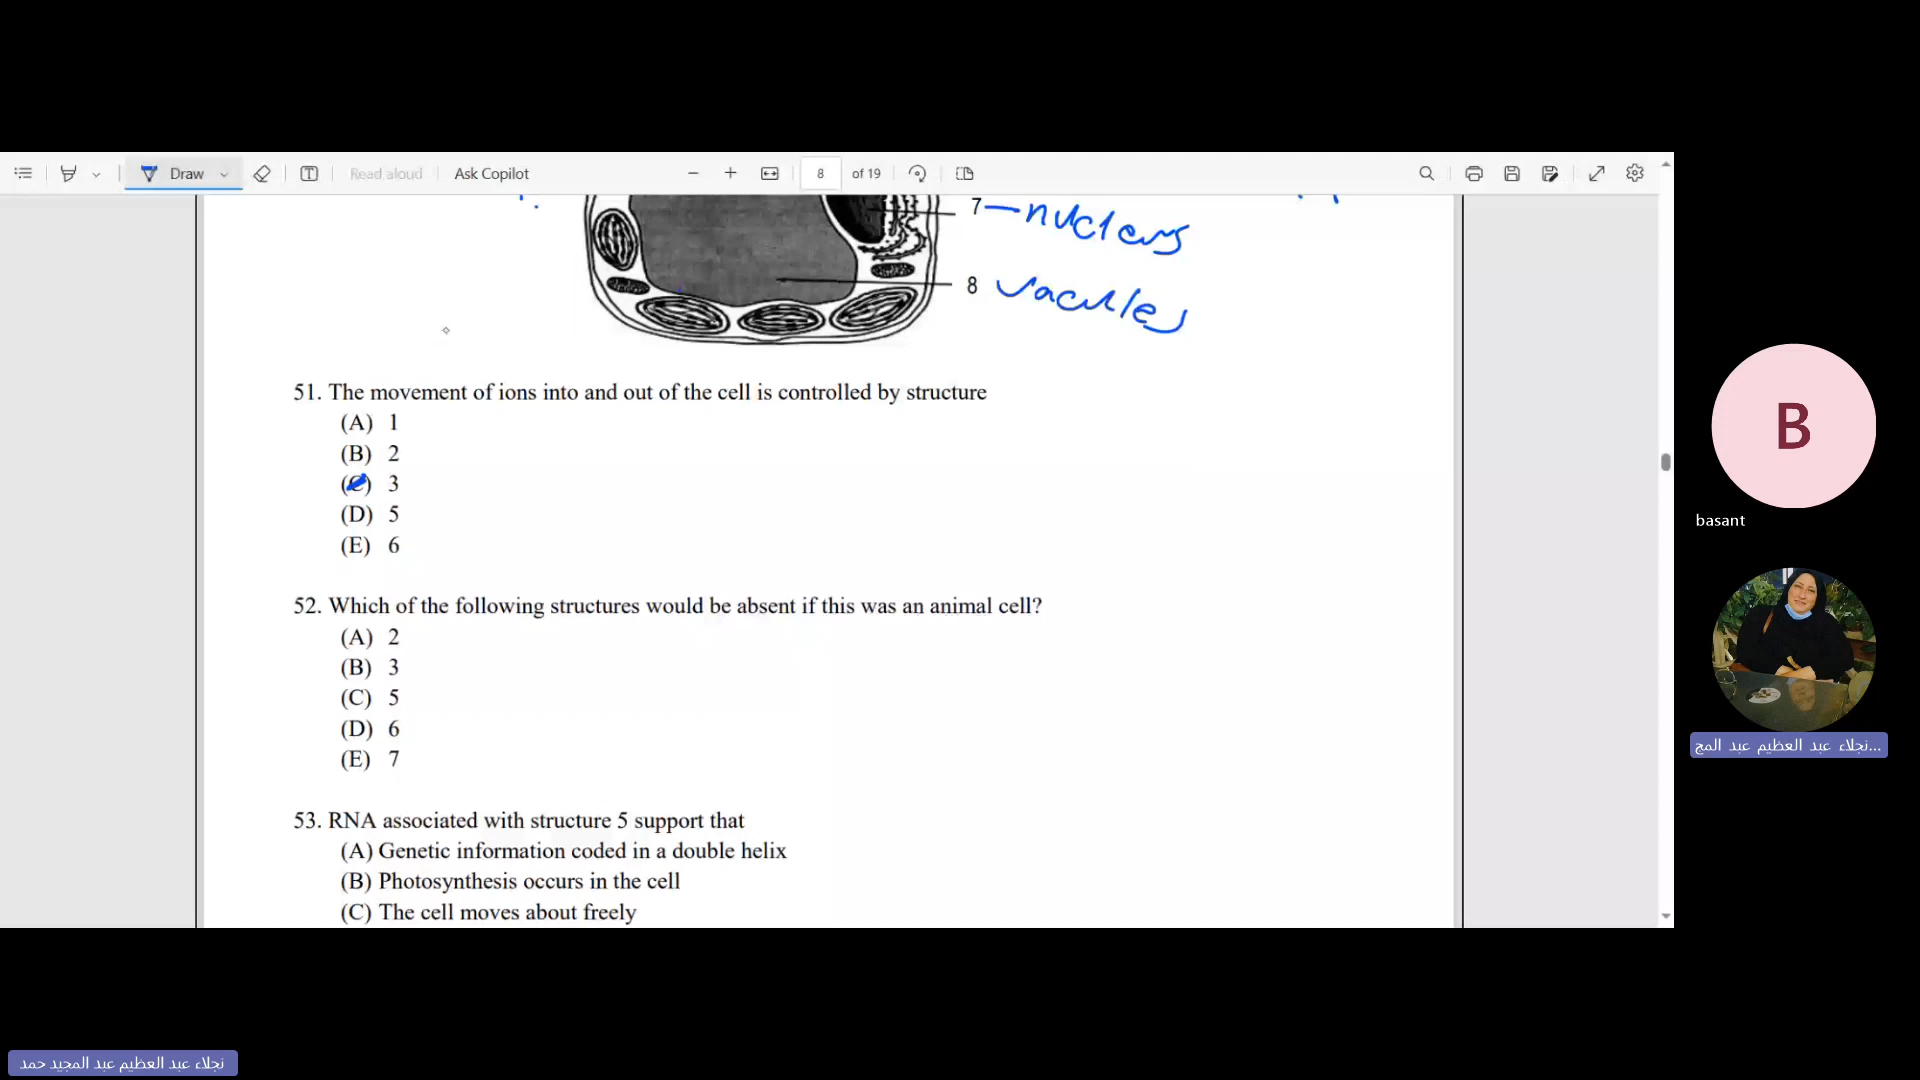 Draw
Read aloud
Ask Copilot
8 of 19
7 — nucleus
8 vacules
51. The movement of ions into and out of the cell is controlled by structure
(A) 1
(B) 2
(C) 3
(D) 5
(E) 6
52. Which of the following structures would be absent if this was an animal cell?
(A) 2
(B) 3
(C) 5
(D) 6
(E) 7
53. RNA associated with structure 5 support that
(A) Genetic information coded in a double helix
(B) Photosynthesis occurs in the cell
(C) The cell moves about freely
B
basant
نجلاء عبد العظيم عبد المج...
نجلاء عبد العظيم عبد المجيد حمد